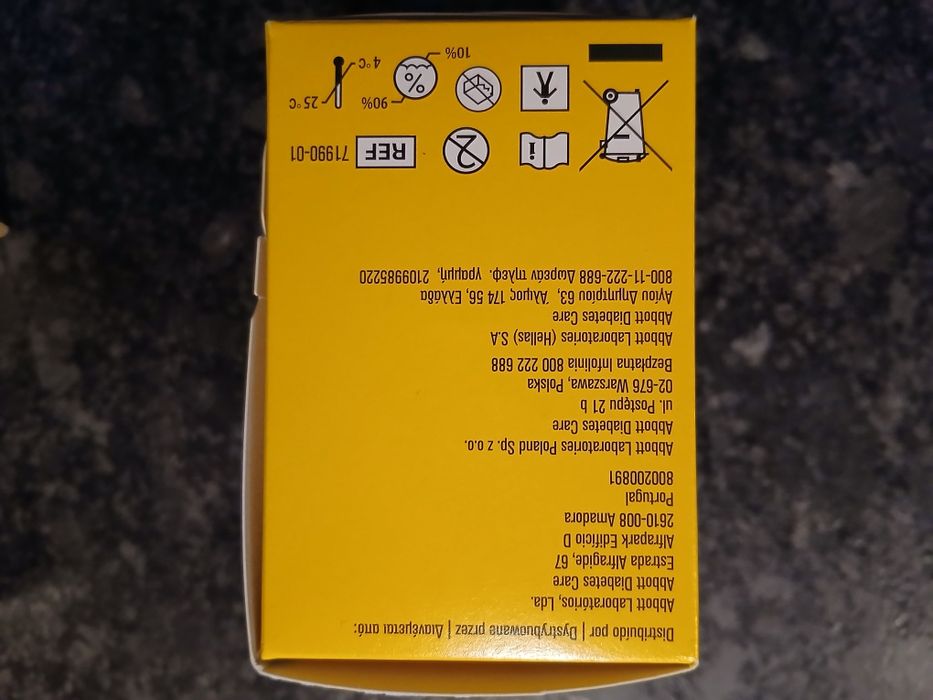 Distribuído por | Dystrybuowane przez | Διανέμεται από:
Abbott Laboratórios, Lda.
Abbott Diabetes Care
Estrada Alfragide, 67
Alfrapark Edifício D
2610-008 Amadora
Portugal
800200891
Abbott Laboratories Poland Sp. z o.o.
Abbott Diabetes Care
ul. Postępu 21 b
02-676 Warszawa, Polska
Bezpłatna Infolinia 800 222 688
Abbott Laboratories (Hellas) S.A
Abbott Diabetes Care
Αγίου Δημητρίου 63, Άλιμος 174 56, Ελλάδα
800-11-222-688 Δωρεάν τηλεφ. γραμμή, 2109985220
i 2 REF 71990-01
90% % 10% 25°C 4°C